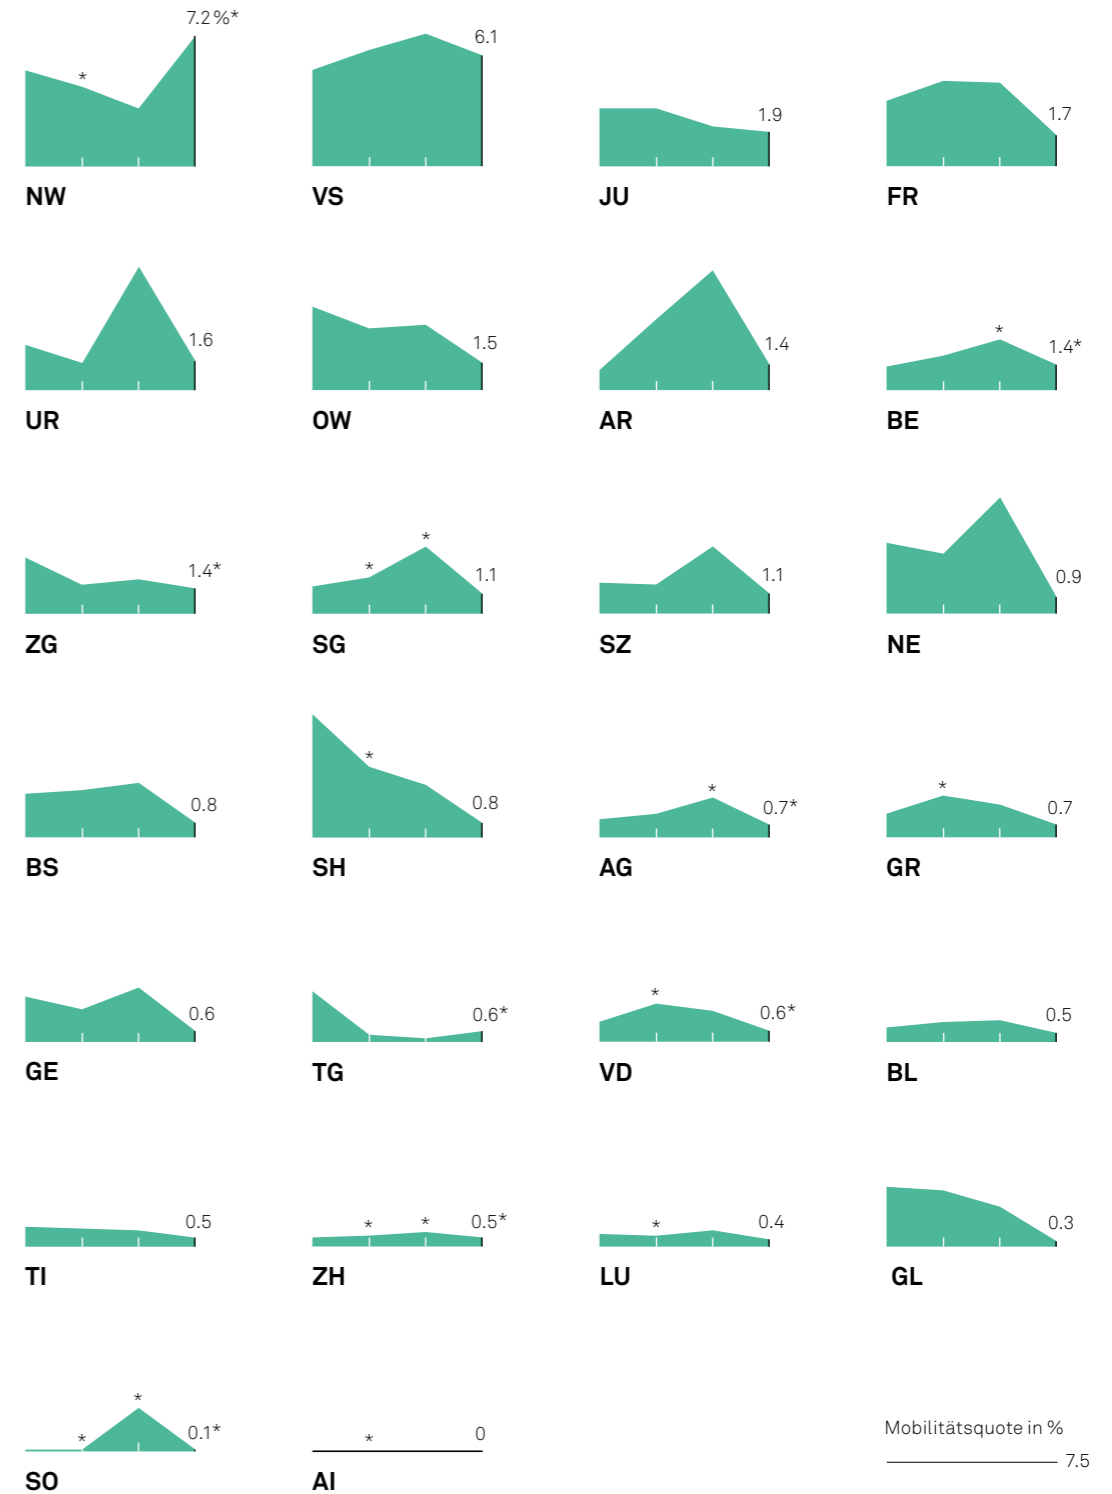 7.2 %*
6.1
1.9
1.7
*
NW
VS
JU
FR
1.6
1.5
1.4
*
1.4*
UR
OW
AR
BE
1.4*
*
*
1.1
1.1
0.9
ZG
SG
SZ
NE
0.8
*
0.8
*
0.7*
*
0.7
BS
SH
AG
GR
0.6
0.6*
*
0.6*
0.5
GE
TG
VD
BL
0.5
*
*
0.5*
*
0.4
0.3
TI
ZH
LU
GL
*
*
0.1*
*
0
SO
AI
Mobilitätsquote in %
7.5